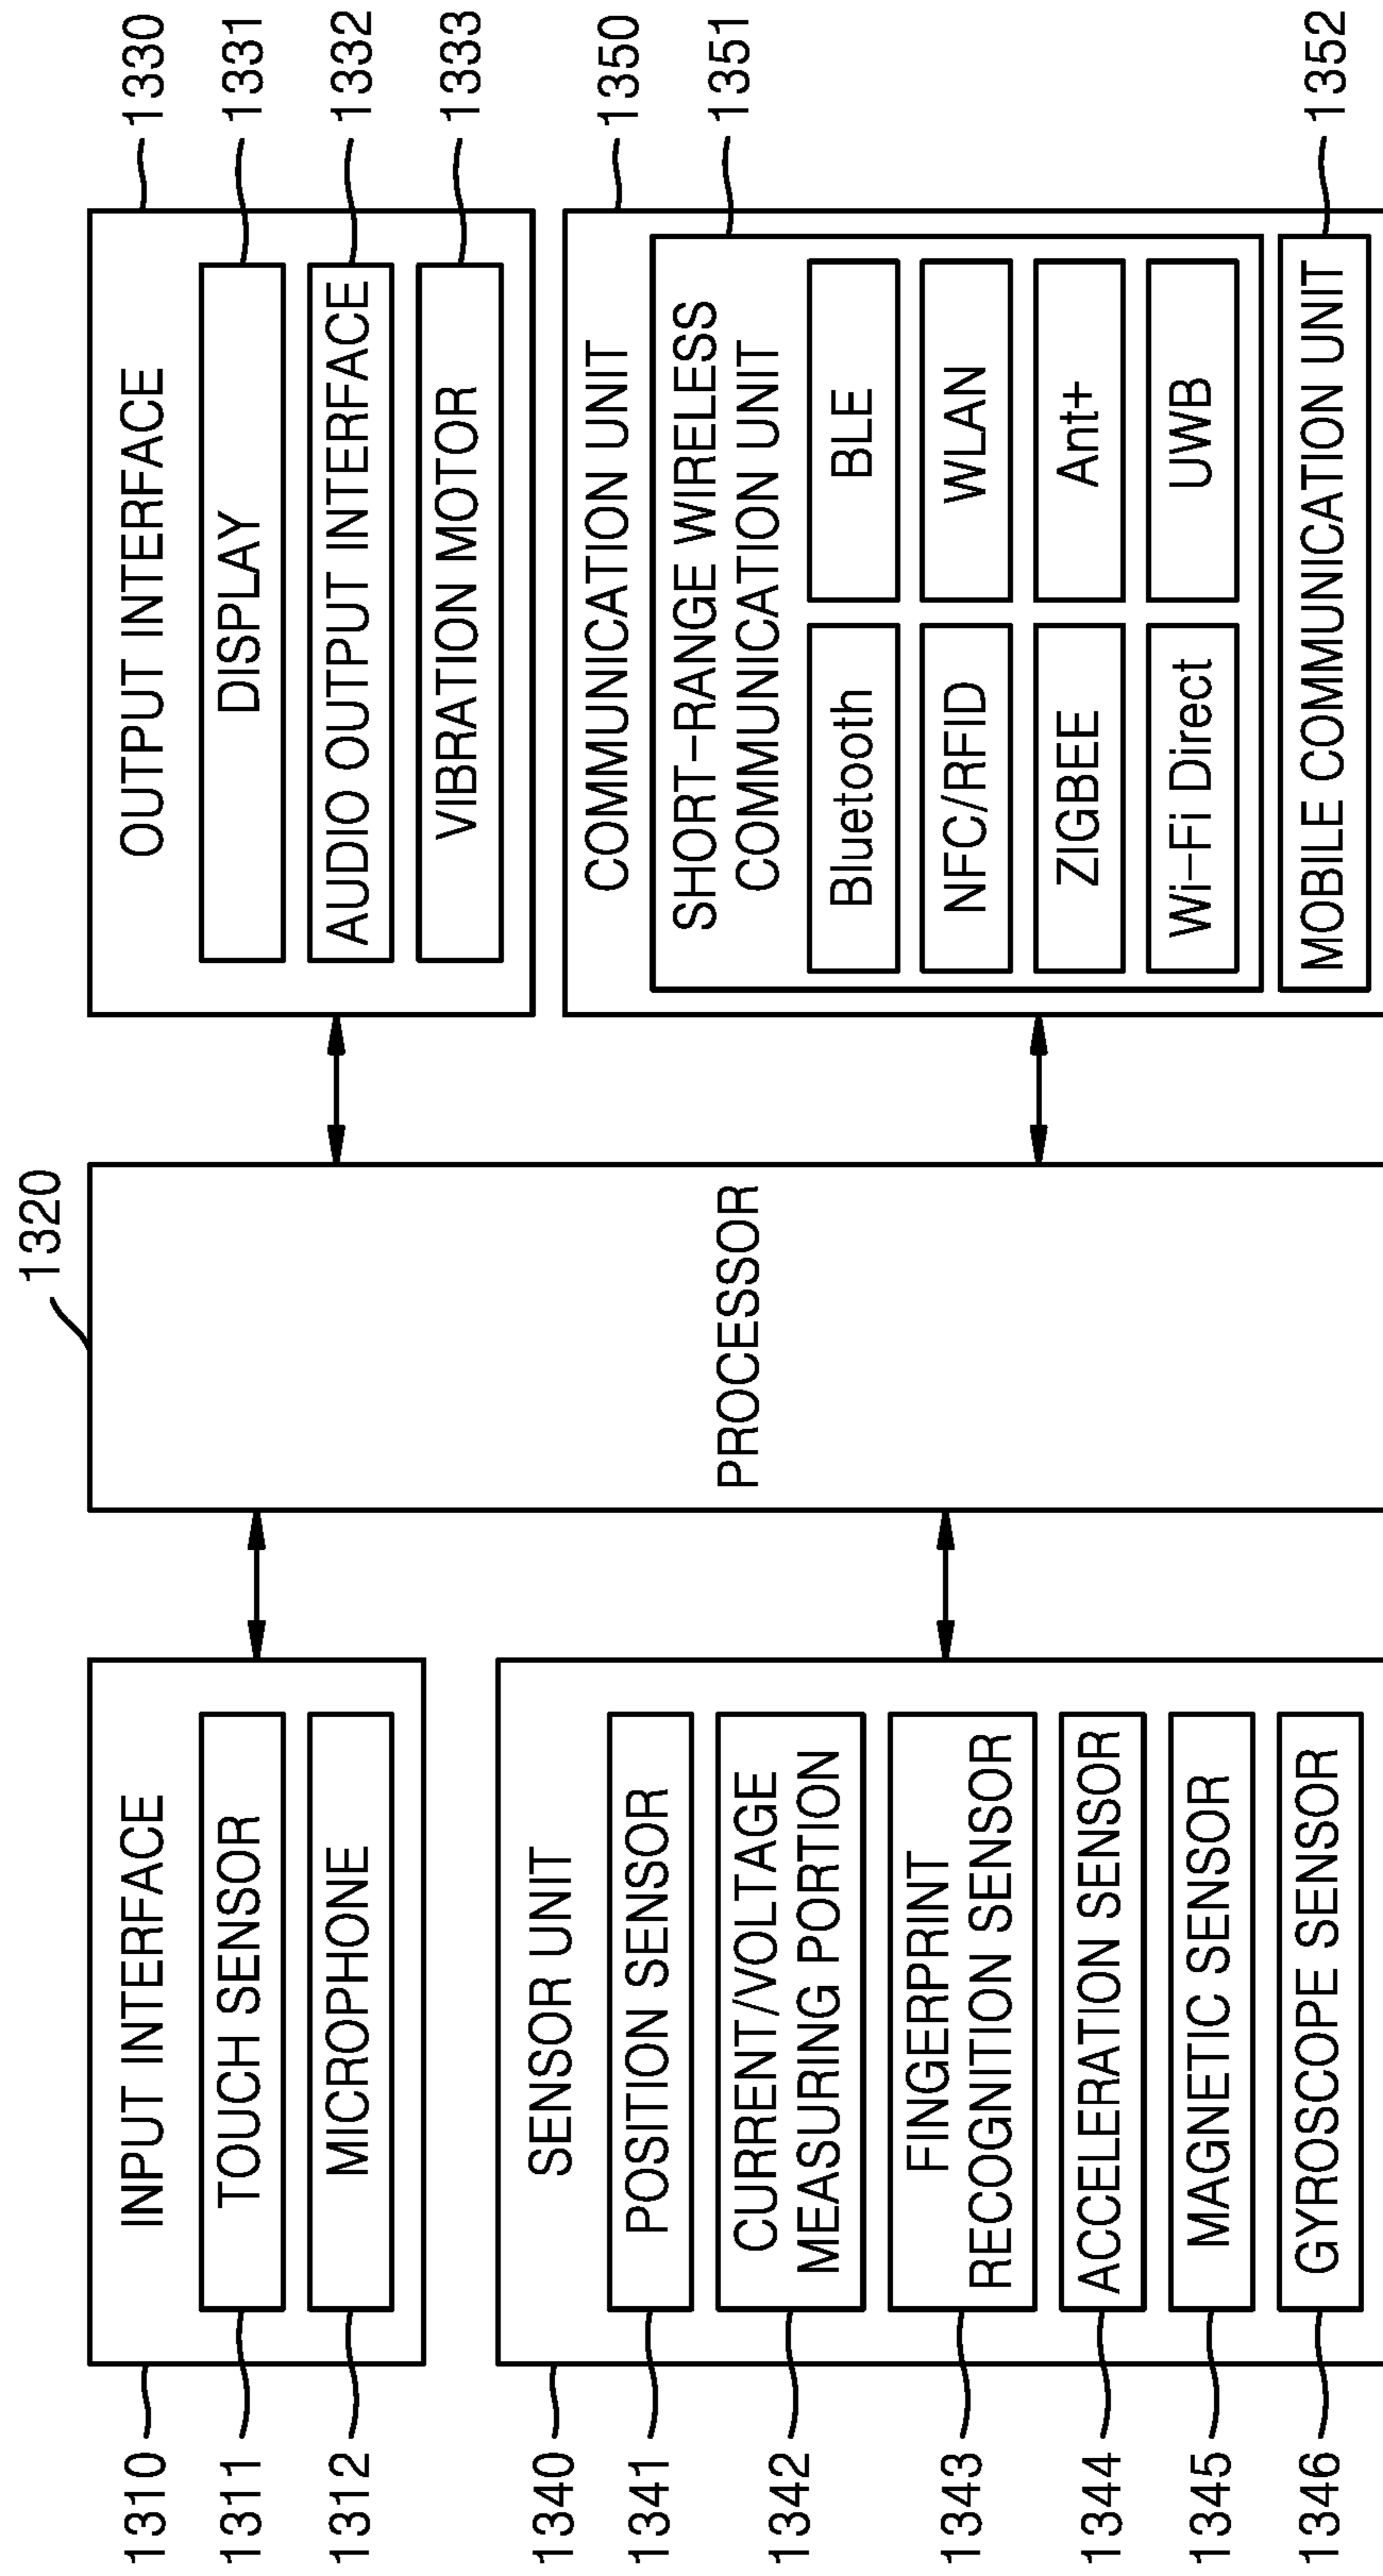 1320
1310
INPUT INTERFACE
1311
TOUCH SENSOR
1312
MICROPHONE
1340
SENSOR UNIT
1341
POSITION SENSOR
1342
CURRENT/VOLTAGE
MEASURING PORTION
1343
FINGERPRINT
RECOGNITION SENSOR
1344
ACCELERATION SENSOR
1345
MAGNETIC SENSOR
1346
GYROSCOPE SENSOR
PROCESSOR
OUTPUT INTERFACE
1330
DISPLAY
1331
AUDIO OUTPUT INTERFACE
1332
VIBRATION MOTOR
1333
COMMUNICATION UNIT
1350
SHORT-RANGE WIRELESS
COMMUNICATION UNIT
1351
Bluetooth
BLE
NFC/RFID
WLAN
ZIGBEE
Ant+
Wi-Fi Direct
UWB
MOBILE COMMUNICATION UNIT
1352